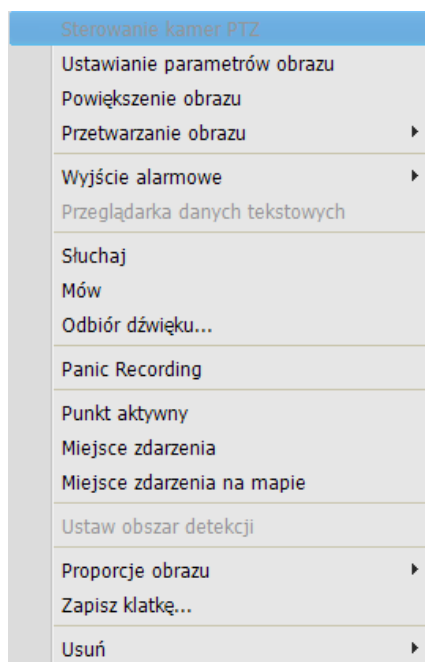 Sterowanie kamer PTZ
Ustawianie parametrów obrazu
Powiększenie obrazu
Przetwarzanie obrazu
Wyjście alarmowe
Przeglądarka danych tekstowych
Słuchaj
Mów
Odbiór dźwięku...
Panic Recording
Punkt aktywny
Miejsce zdarzenia
Miejsce zdarzenia na mapie
Ustaw obszar detekcji
Proporcje obrazu
Zapisz klatkę...
Usuń